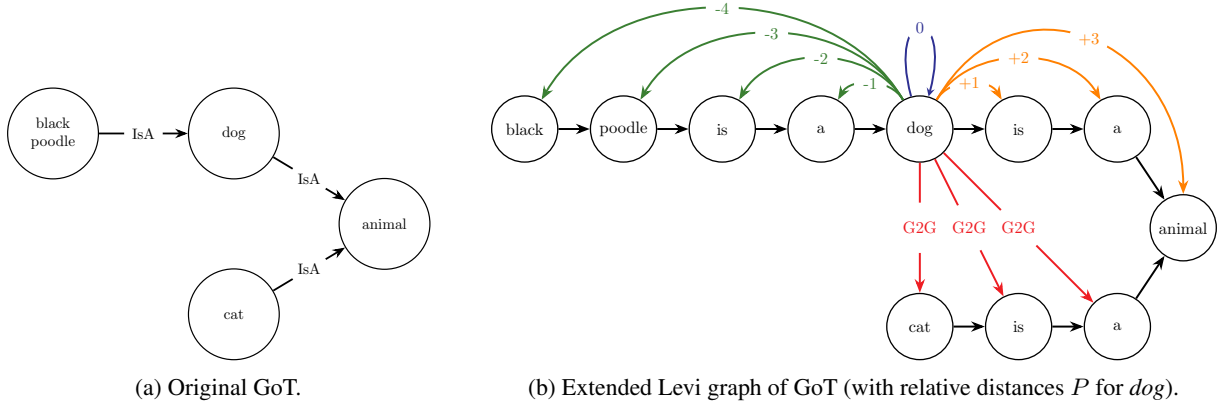 black
poodle
IsA
dog
IsA
animal
IsA
cat
(a) Original GoT.
-4
-3
-2
-1
0
+1
+2
+3
black
poodle
is
a
dog
is
a
animal
G2G
G2G
G2G
cat
is
a
(b) Extended Levi graph of GoT (with relative distances P for dog).